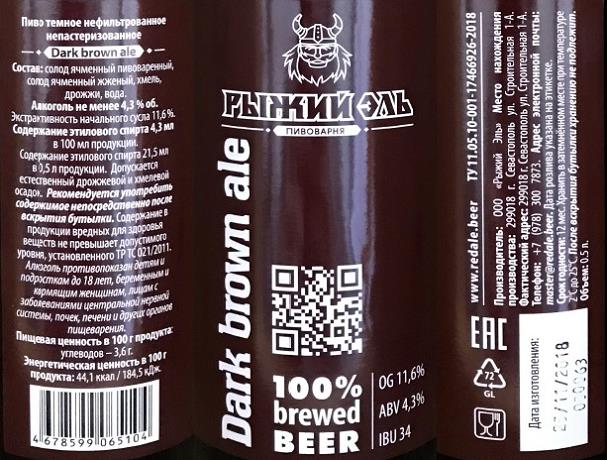 Пиво темное нефильтрованное
непастеризованное
Dark brown ale
Состав: солод ячменный пивоваренный,
солод ячменный жженый, хмель,
дрожжи, вода.
Алкоголь не менее 4,3 % об.
Экстрактивность начального сусла 11,6 %.
Содержание этилового спирта 4,3 мл
в 100 мл продукции.
Содержание этилового спирта 21,5 мл
в 0,5 л продукции. Допускается
естественный дрожжевой и хмелевой
осадок. Рекомендуется употребить
содержимое непосредственно после
вскрытия бутылки. Содержание в
продукции вредных для здоровья
веществ не превышает допустимого
уровня, установленного ТР ТС 021/2011.
Алкоголь противопоказан детям и
подросткам до 18 лет, беременным и
кормящим женщинам, лицам с
заболеваниями центральной нервной
системы, почек, печени и других органов
пищеварения.
Пищевая ценность в 100 г продукта:
углеводов – 3,6 г.
Энергетическая ценность в 100 г
продукта: 44,1 ккал / 184,5 кДж.
4 678599 065104
РЫЖИЙ ЭЛЬ
ПИВОВАРНЯ
Dark brown ale
100%
brewed
BEER
OG 11,6%
ABV 4,3%
IBU 34
www.redale.beer
ТУ 11.05.10-001-17466926-2018
Производитель: ООО «Рыжий Эль» Место нахождения
производства: 299018 г. Севастополь ул. Строительная 1-А.
Фактический адрес: 299018 г. Севастополь ул. Строительная 1-А.
Телефон: +7 (978) 300 7873. Адрес электронной почты:
master@redale.beer. Дата розлива указана на этикетке.
Срок годности: 12 мес. Хранить в затемнённом месте при температуре
2°С до 25°С. После вскрытия бутылки хранению не подлежит.
Объем: 0,5 л.
EAC
72
GL
Дата изготовления:
/2018